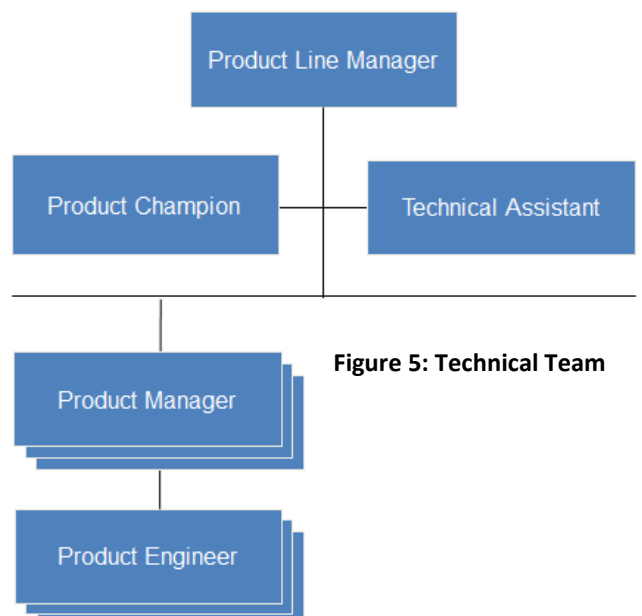 Product Line Manager
Product Champion
Technical Assistant
Figure 5: Technical Team
Product Manager
Product Engineer